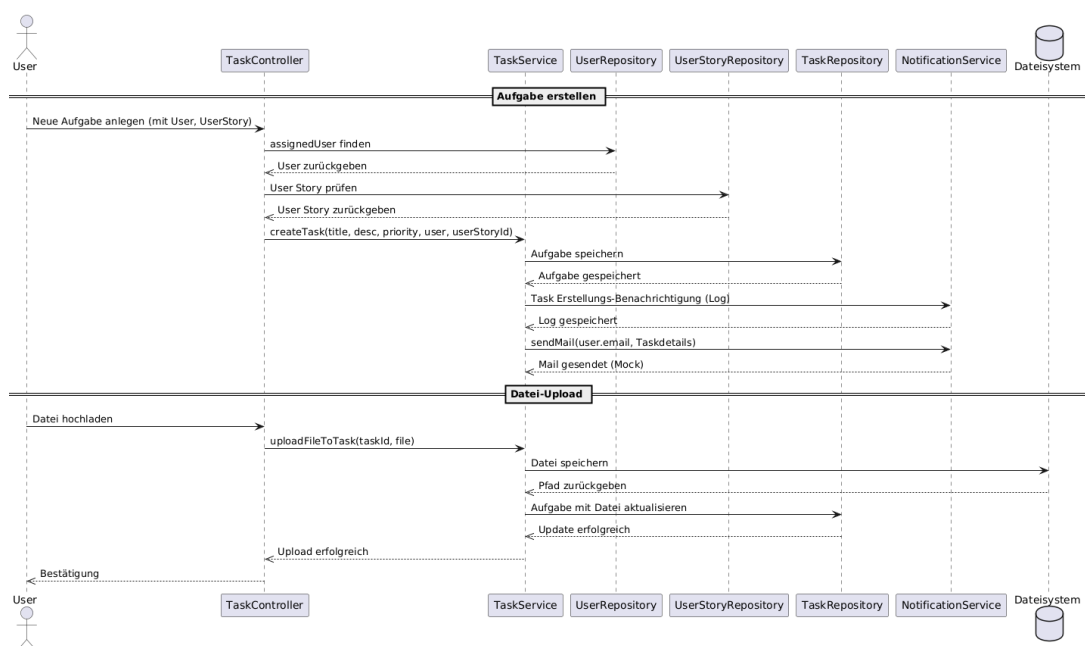 User
TaskController
TaskService
UserRepository
UserStoryRepository
TaskRepository
NotificationService
Dateisystem
Aufgabe erstellen
Neue Aufgabe anlegen (mit User, UserStory)
assignedUser finden
User zurückgeben
User Story prüfen
User Story zurückgeben
createTask(title, desc, priority, user, userStoryId)
Aufgabe speichern
Aufgabe gespeichert
Task Erstellungs-Benachrichtigung (Log)
Log gespeichert
sendMail(user.email, Taskdetails)
Mail gesendet (Mock)
Datei-Upload
Datei hochladen
uploadFileToTask(taskId, file)
Datei speichern
Pfad zurückgeben
Aufgabe mit Datei aktualisieren
Update erfolgreich
Upload erfolgreich
Bestätigung
User
TaskController
TaskService
UserRepository
UserStoryRepository
TaskRepository
NotificationService
Dateisystem